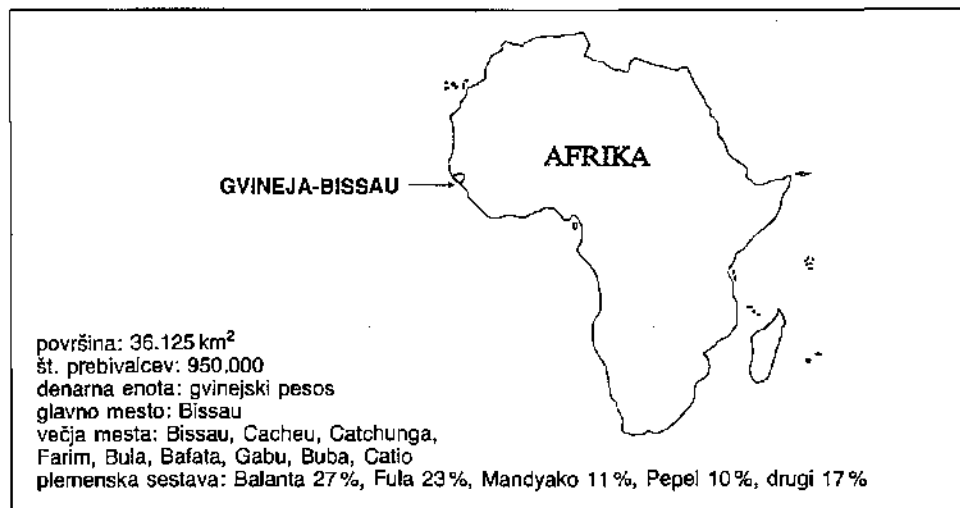 AFRIKA
GVINEJA-BISSAU
površina: 36.125 km²
št. prebivalcev: 950.000
denarna enota: gvinejski pesos
glavno mesto: Bissau
večja mesta: Bissau, Cacheu, Catchunga,
Farim, Bula, Bafata, Gabu, Buba, Catio
plemenska sestava: Balanta 27%, Fula 23%, Mandyako 11%, Pepel 10%, drugi 17%